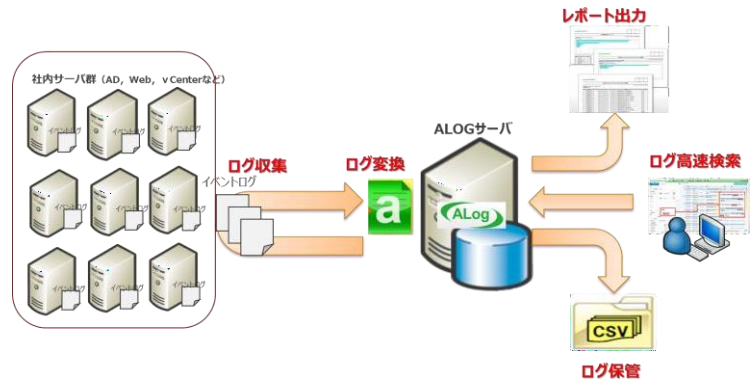 レポート出力
社内サーバ群（AD，Web，vCenterなど）
イベントログ
イベントログ
イベントログ
イベントログ
イベントログ
イベントログ
イベントログ
イベントログ
イベントログ
ログ収集
イベントログ
ログ変換
a
ALOGサーバ
ALog
ログ高速検索
CSV
ログ保管